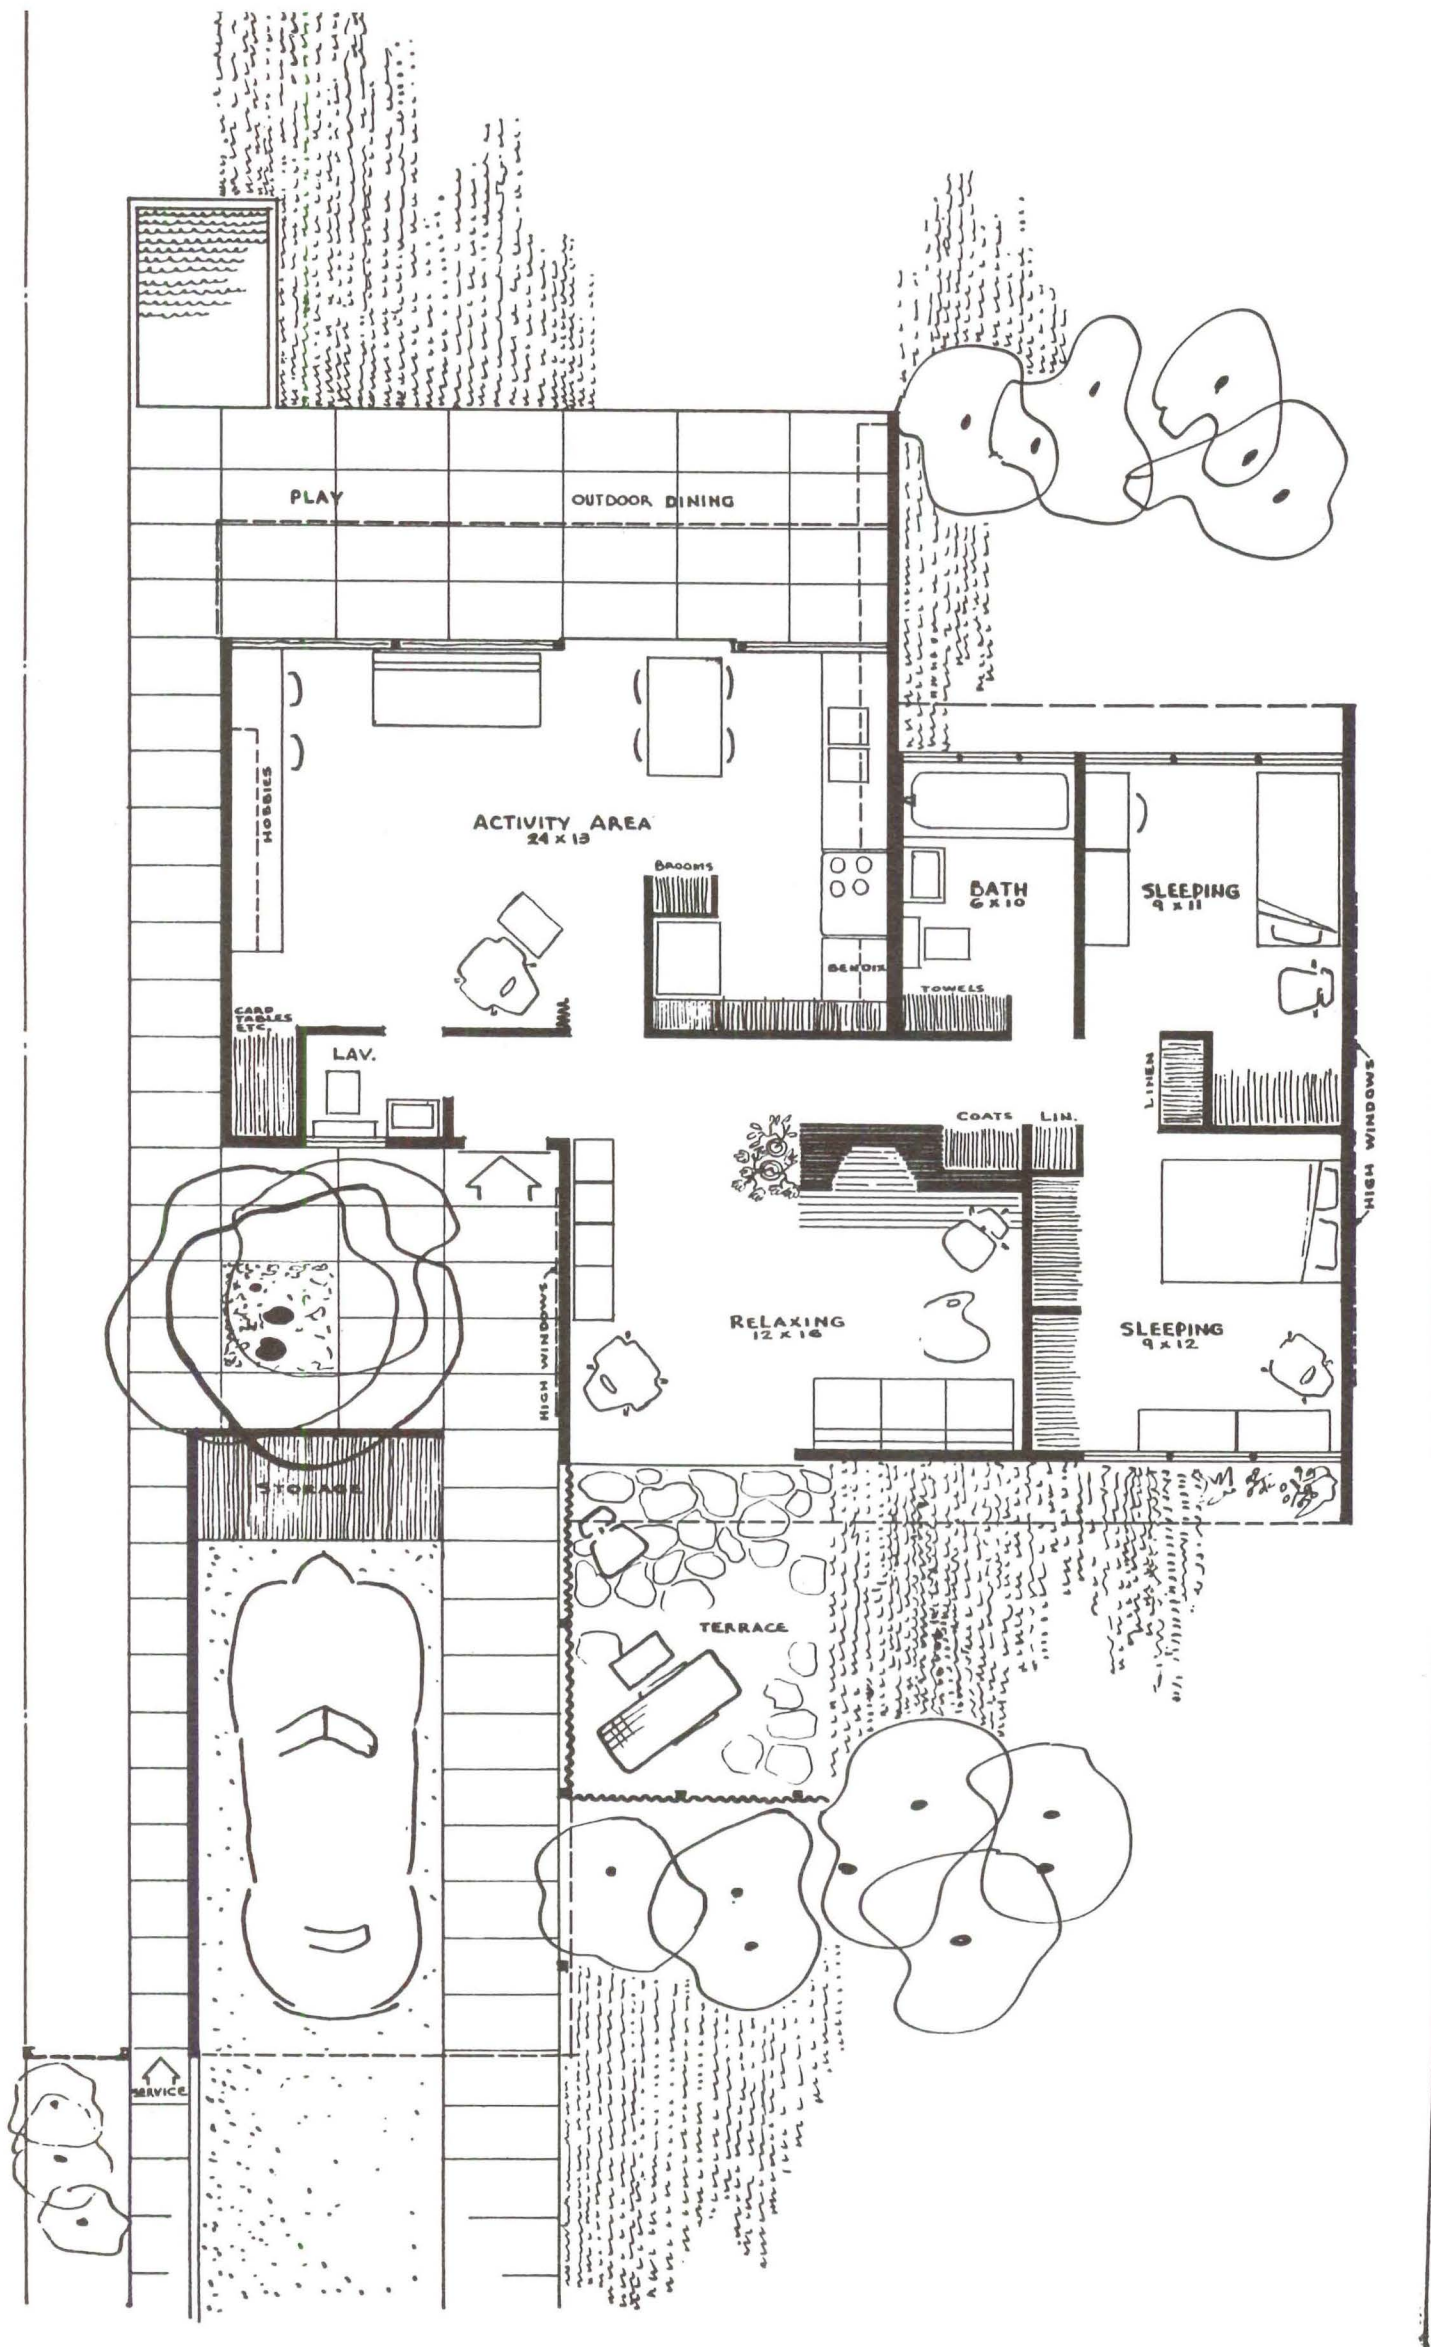 PLAY
OUTDOOR DINING
HOBBIES
ACTIVITY AREA
24 X 13
BROOMS
BATH
6 X 10
SLEEPING
9 X 11
BENDIX
TOWELS
CARD
TABLES
ETC.
LAV.
LINEN
COATS
LIN.
HIGH WINDOWS
HIGH WINDOWS
RELAXING
12 X 16
SLEEPING
9 X 12
STORAGE
TERRACE
SERVICE